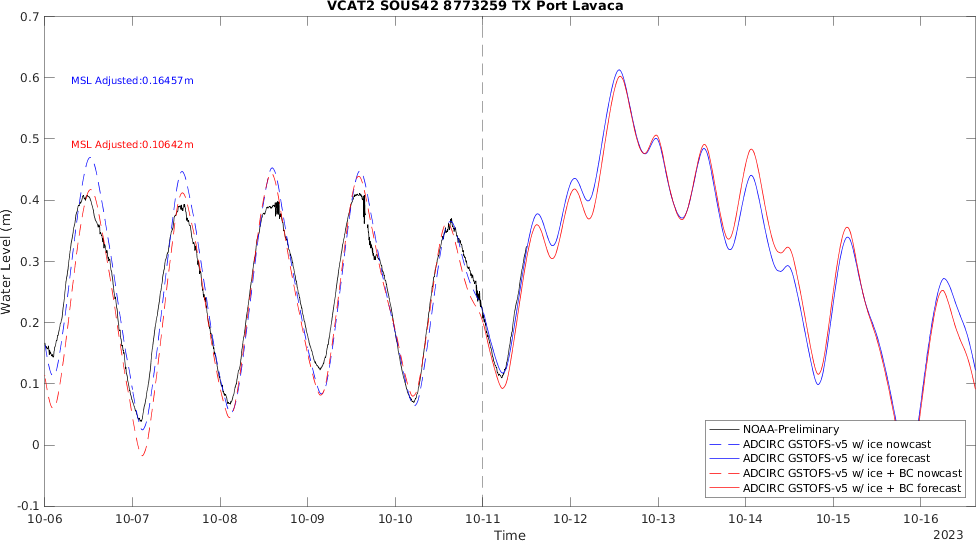 VCAT2 SOUS42 8773259 TX Port Lavaca
0.7
0.6
0.5
0.4
0.3
0.2
0.1
0
-0.1
Water Level (m)
MSL Adjusted:0.16457m
MSL Adjusted:0.10642m
NOAA-Preliminary
ADCIRC GSTOFS-v5 w/ ice nowcast
ADCIRC GSTOFS-v5 w/ ice forecast
ADCIRC GSTOFS-v5 w/ ice + BC nowcast
ADCIRC GSTOFS-v5 w/ ice + BC forecast
10-06 10-07 10-08 10-09 10-10 10-11 10-12 10-13 10-14 10-15 10-16
Time
2023